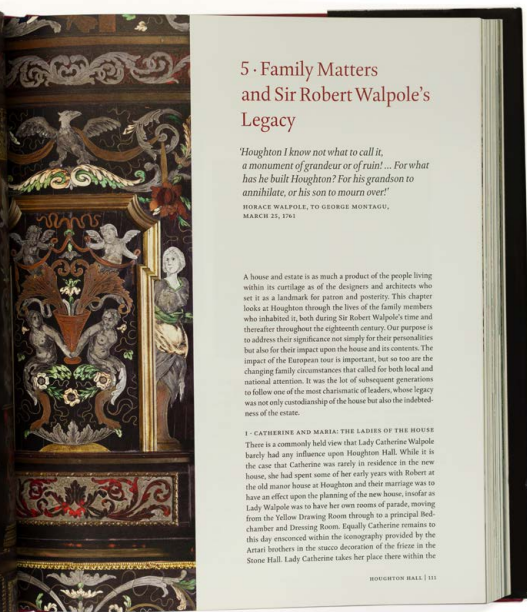 5 · Family Matters
and Sir Robert Walpole's
Legacy
'Houghton I know not what to call it,
a monument of grandeur or of ruin! ... For what
has he built Houghton? For his grandson to
annihilate, or his son to mourn over!'
HORACE WALPOLE, TO GEORGE MONTAGU,
MARCH 25, 1761
A house and estate is as much a product of the people living
within its curtilage as of the designers and architects who
set it as a landmark for patron and posterity. This chapter
looks at Houghton through the lives of the family members
who inhabited it, both during Sir Robert Walpole's time and
thereafter throughout the eighteenth century. Our purpose is
to address their significance not simply for their personalities
but also for their impact upon the house and its contents. The
impact of the European tour is important, but so too are the
changing family circumstances that called for both local and
national attention. It was the lot of subsequent generations
to follow one of the most charismatic of leaders, whose legacy
was not only custodianship of the house but also the indebted-
ness of the estate.
I · CATHERINE AND MARIA: THE LADIES OF THE HOUSE
There is a commonly held view that Lady Catherine Walpole
barely had any influence upon Houghton Hall. While it is
the case that Catherine was rarely in residence in the new
house, she had spent some of her early years with Robert at
the old manor house at Houghton and their marriage was to
have an effect upon the planning of the new house, insofar as
Lady Walpole was to have her own rooms of parade, moving
from the Yellow Drawing Room through to a principal Bed-
chamber and Dressing Room. Equally Catherine remains to
this day ensconced within the iconography provided by the
Artari brothers in the stucco decoration of the frieze in the
Stone Hall. Lady Catherine takes her place there within the
HOUGHTON HALL | 111